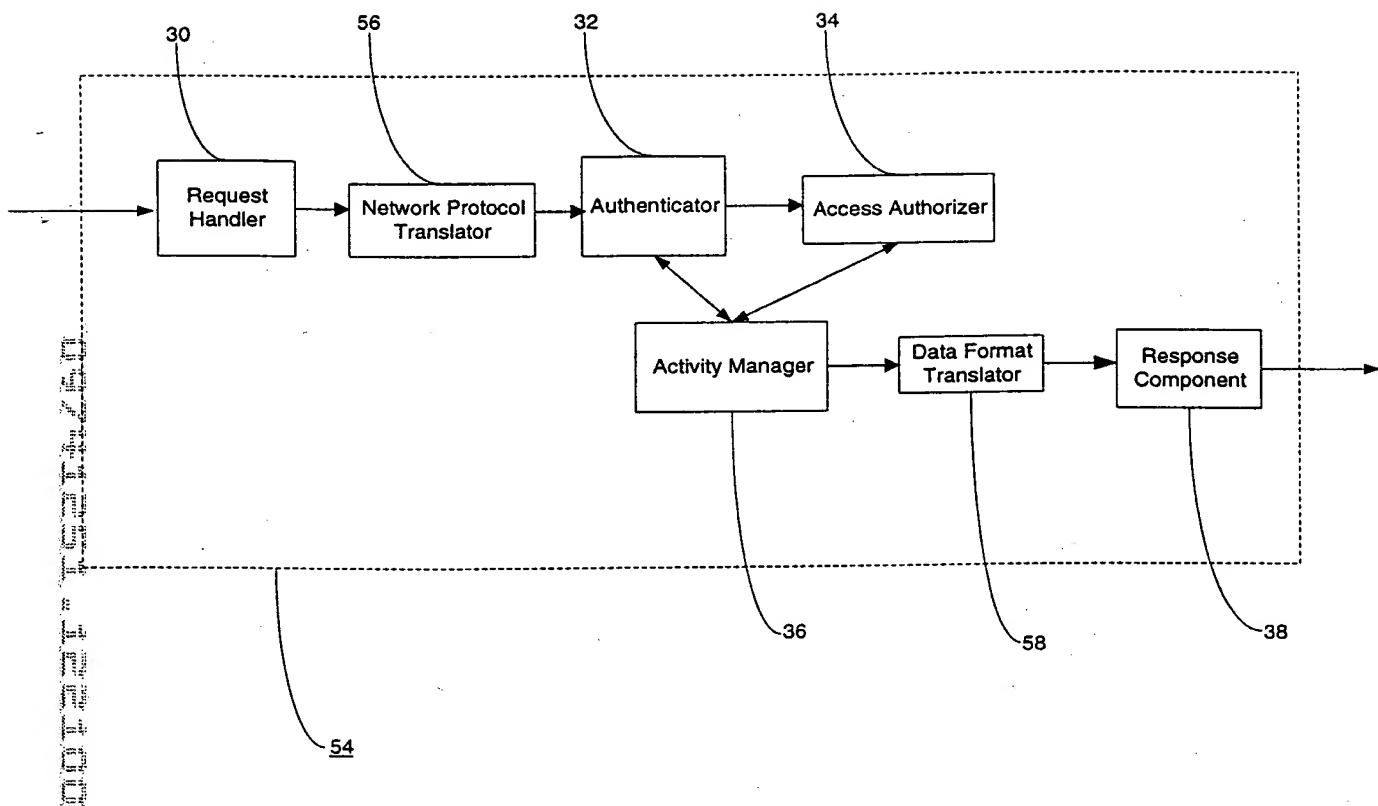 30
56
32
34
Request
Handler
Network Protocol
Translator
Authenticator
Access Authorizer
Activity Manager
Data Format
Translator
Response
Component
36
58
38
54